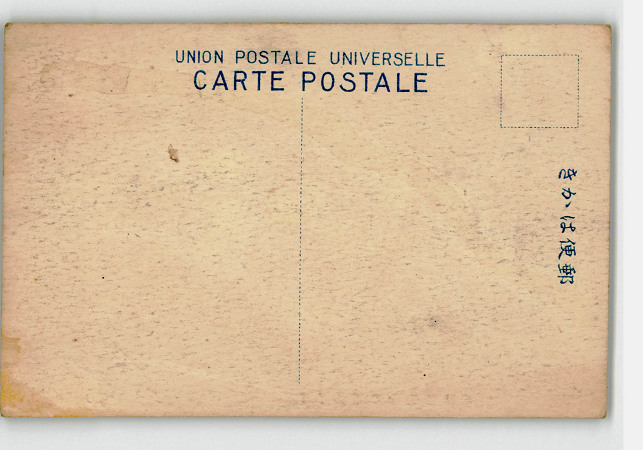 UNION POSTALE UNIVERSELLE
CARTE POSTALE
郵便はかき